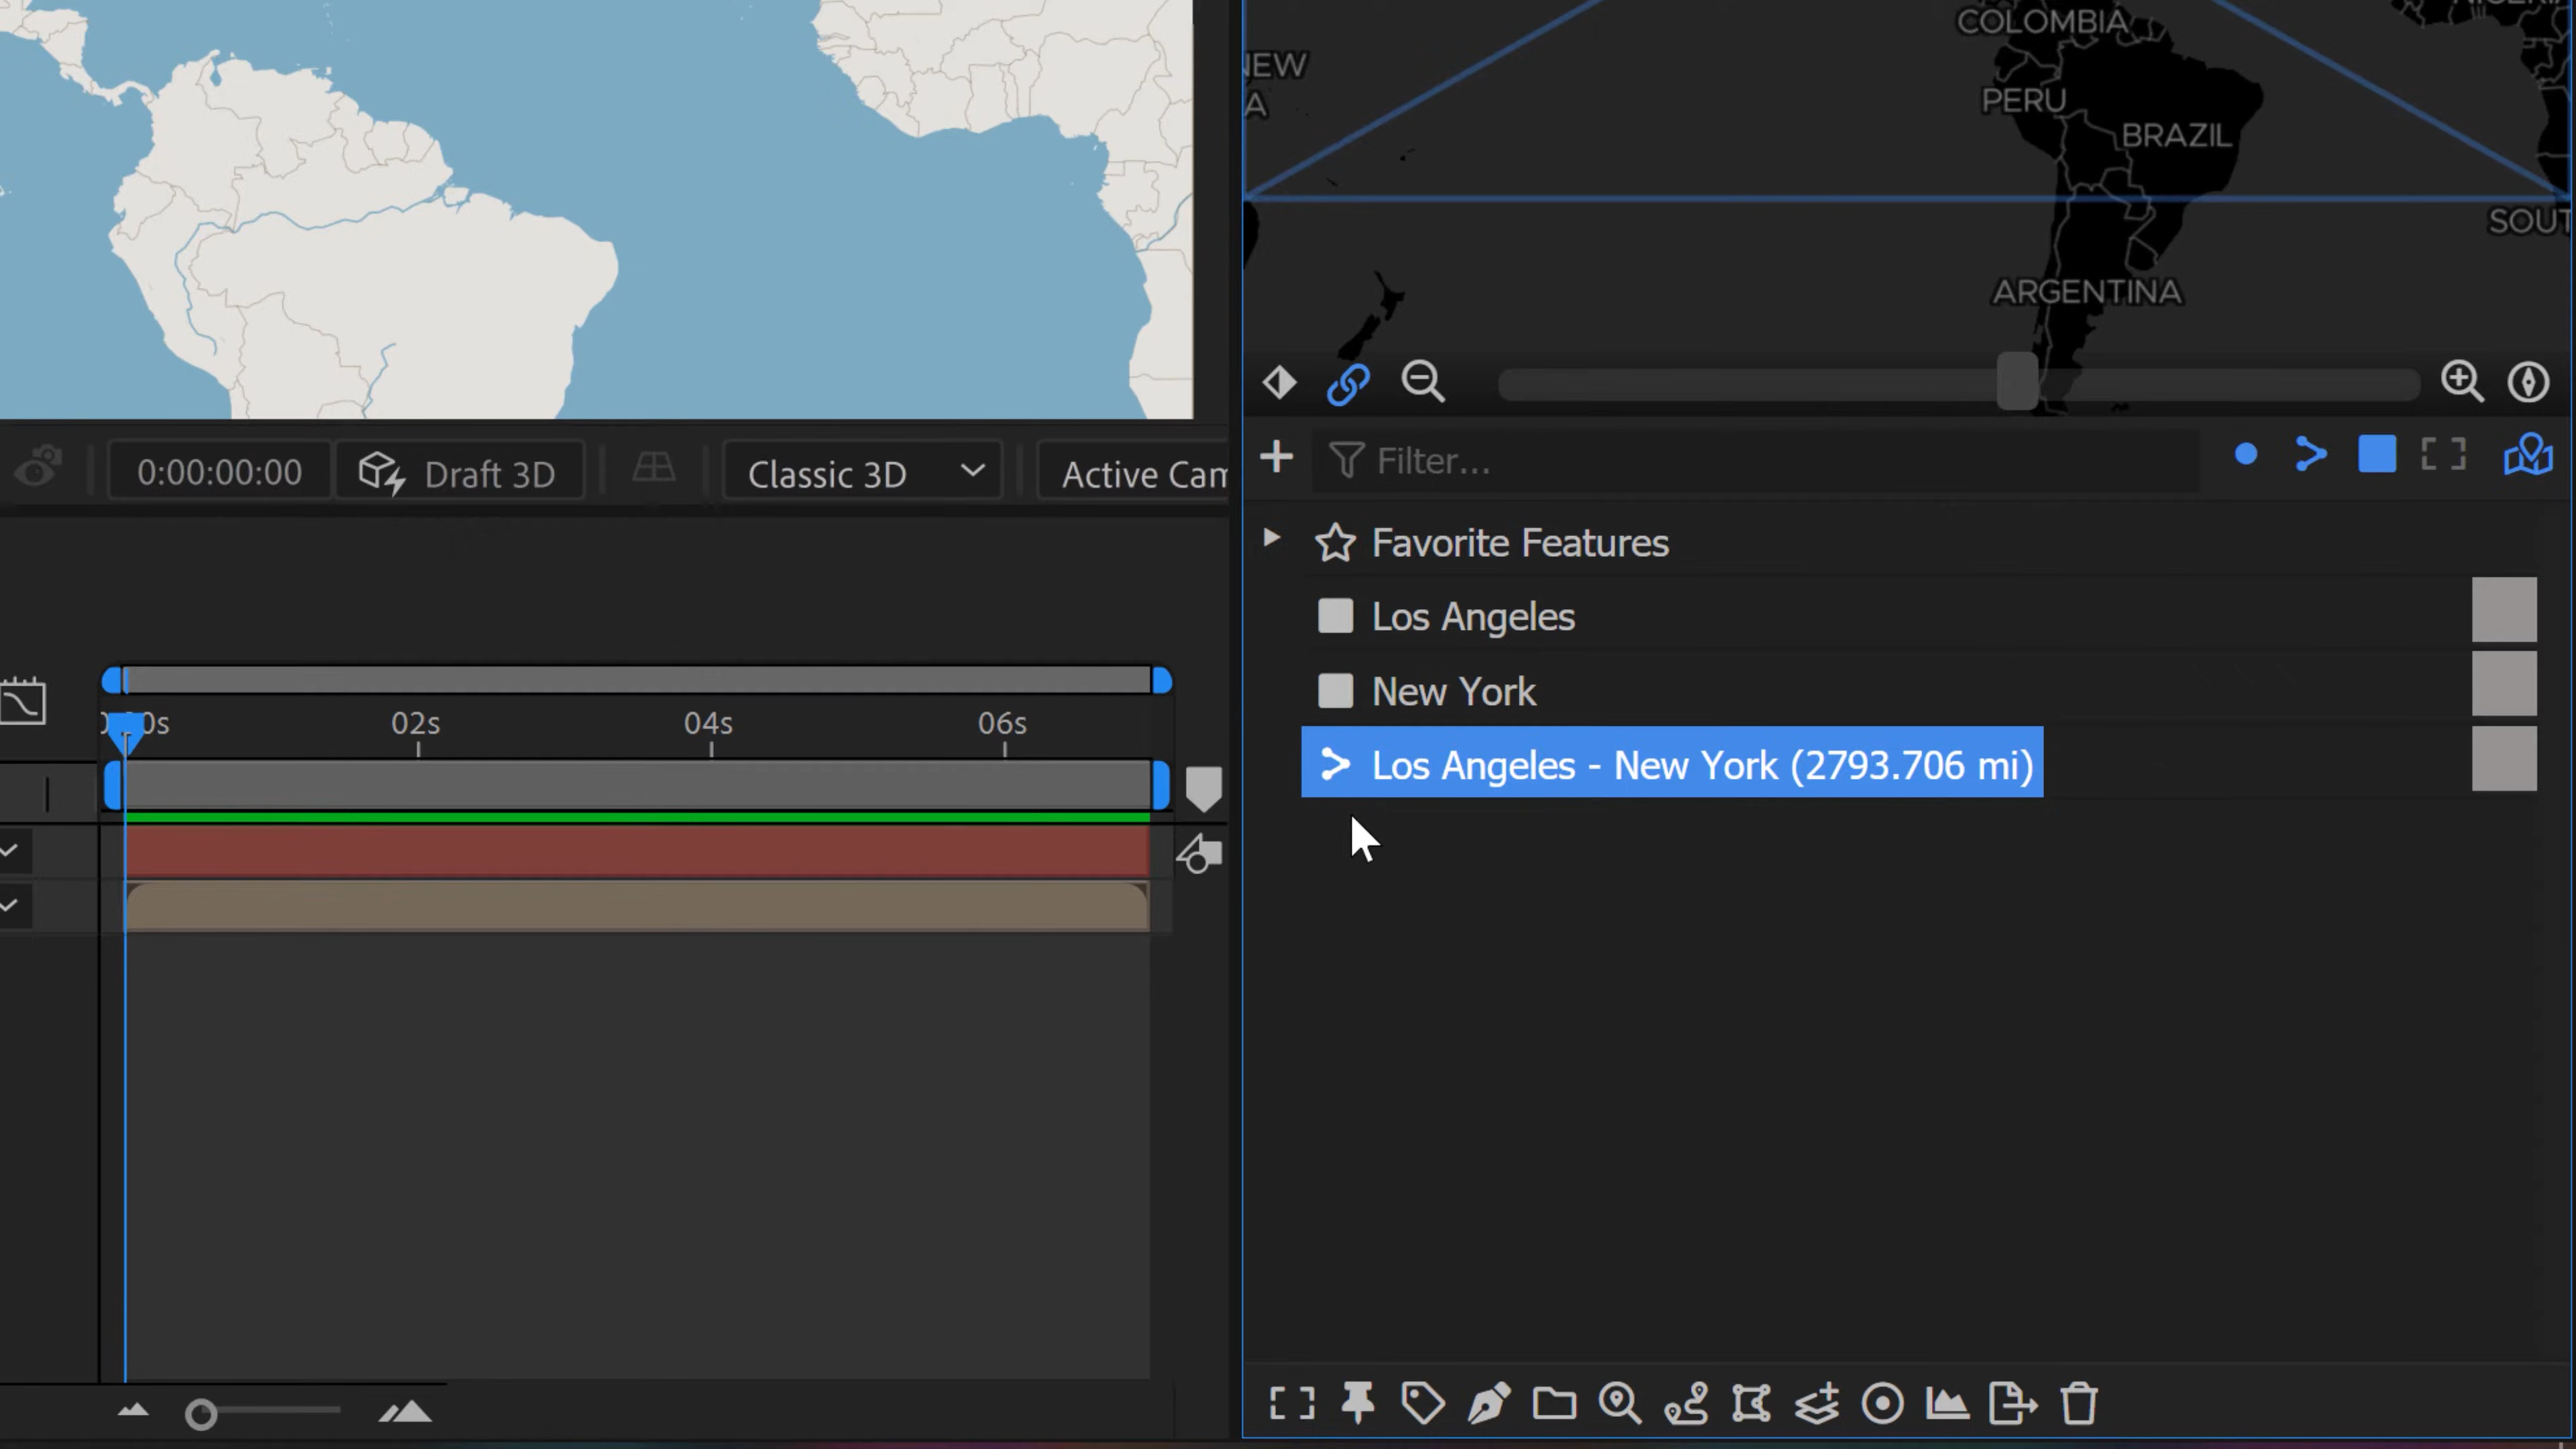 COLOMBIA
NEW
PERU
BRAZIL
ARGENTINA
0:00:00:00
Draft 3D
Classic 3D
Active Cam
Filter...
Favorite Features
Los Angeles
New York
Los Angeles - New York (2793.706 mi)
02s
04s
06s